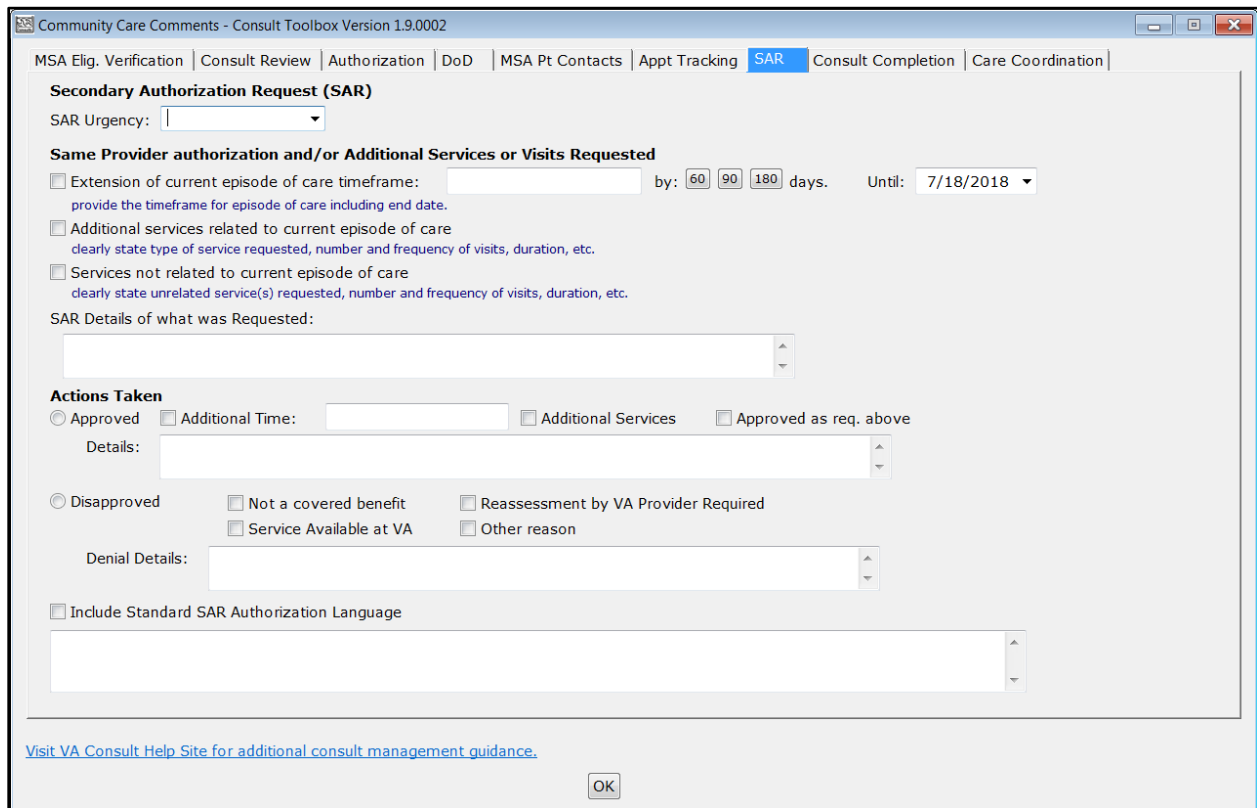 Community Care Comments - Consult Toolbox Version 1.9.0002
MSA Elig. Verification Consult Review Authorization DoD MSA Pt Contacts Appt Tracking SAR Consult Completion Care Coordination
Secondary Authorization Request (SAR)
SAR Urgency:
Same Provider authorization and/or Additional Services or Visits Requested
Extension of current episode of care timeframe: by: 60 90 180 days. Until: 7/18/2018
provide the timeframe for episode of care including end date.
Additional services related to current episode of care
clearly state type of service requested, number and frequency of visits, duration, etc.
Services not related to current episode of care
clearly state unrelated service(s) requested, number and frequency of visits, duration, etc.
SAR Details of what was Requested:
Actions Taken
Approved Additional Time: Additional Services Approved as req. above
Details:
Disapproved Not a covered benefit Reassessment by VA Provider Required
Service Available at VA Other reason
Denial Details:
Include Standard SAR Authorization Language
Visit VA Consult Help Site for additional consult management guidance.
OK